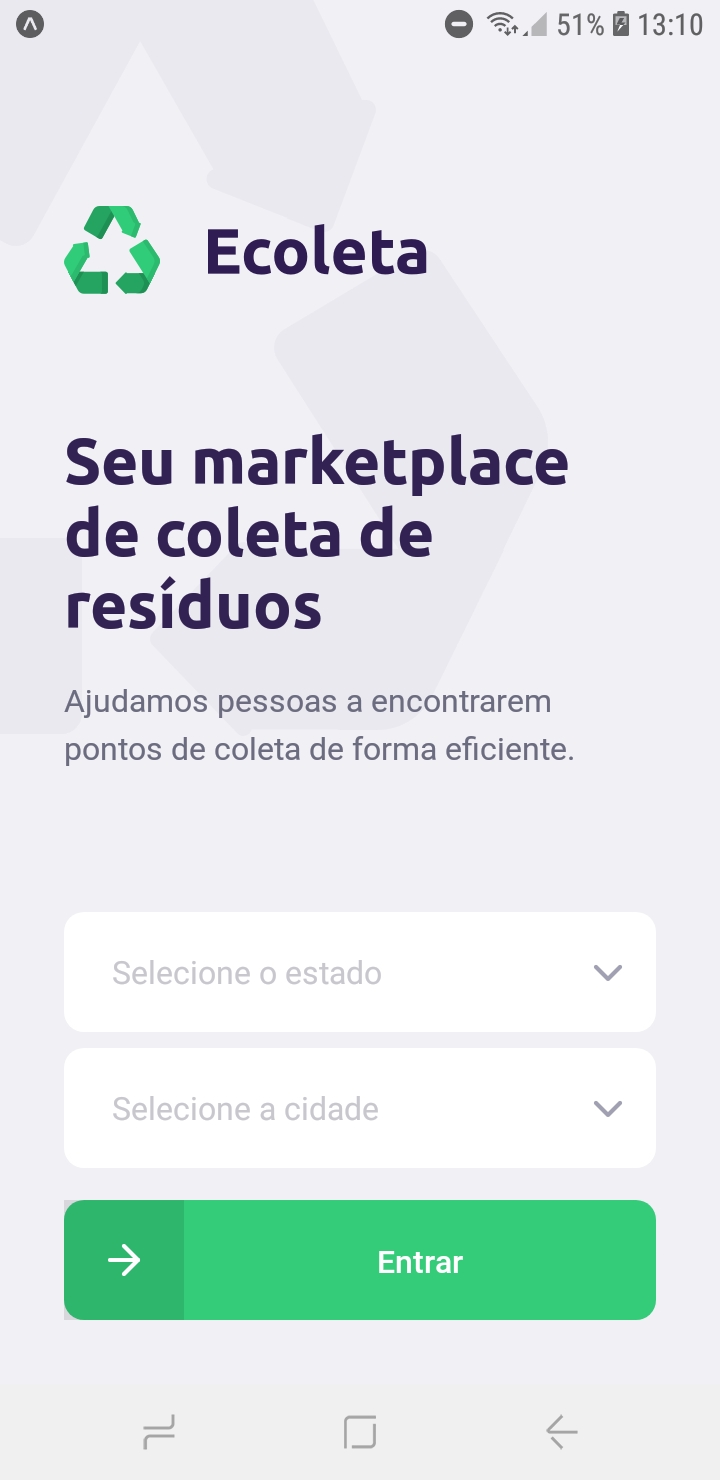 51% 13:10
Ecoleta
Seu marketplace
de coleta de
resíduos
Ajudamos pessoas a encontrarem
pontos de coleta de forma eficiente.
Selecione o estado
Selecione a cidade
Entrar